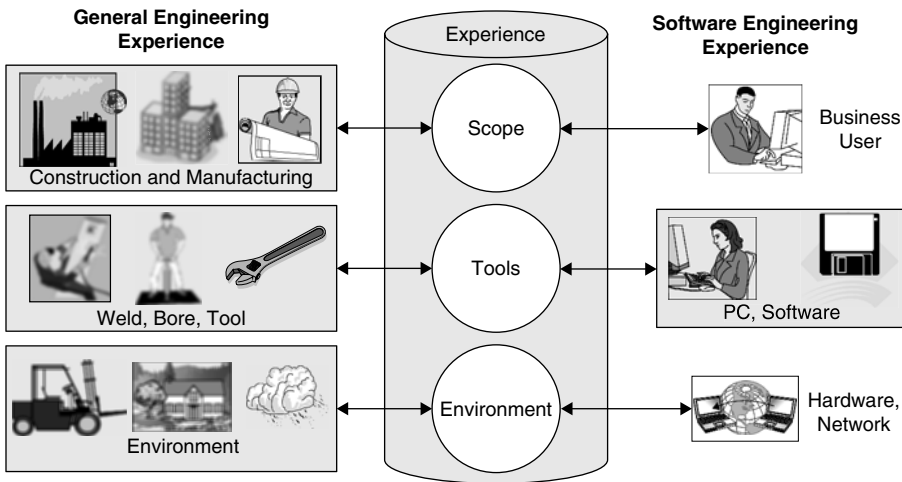 General Engineering
Experience
Experience
Software Engineering
Experience
Construction and Manufacturing
Scope
Business
User
Weld, Bore, Tool
Tools
PC, Software
Environment
Environment
Hardware,
Network